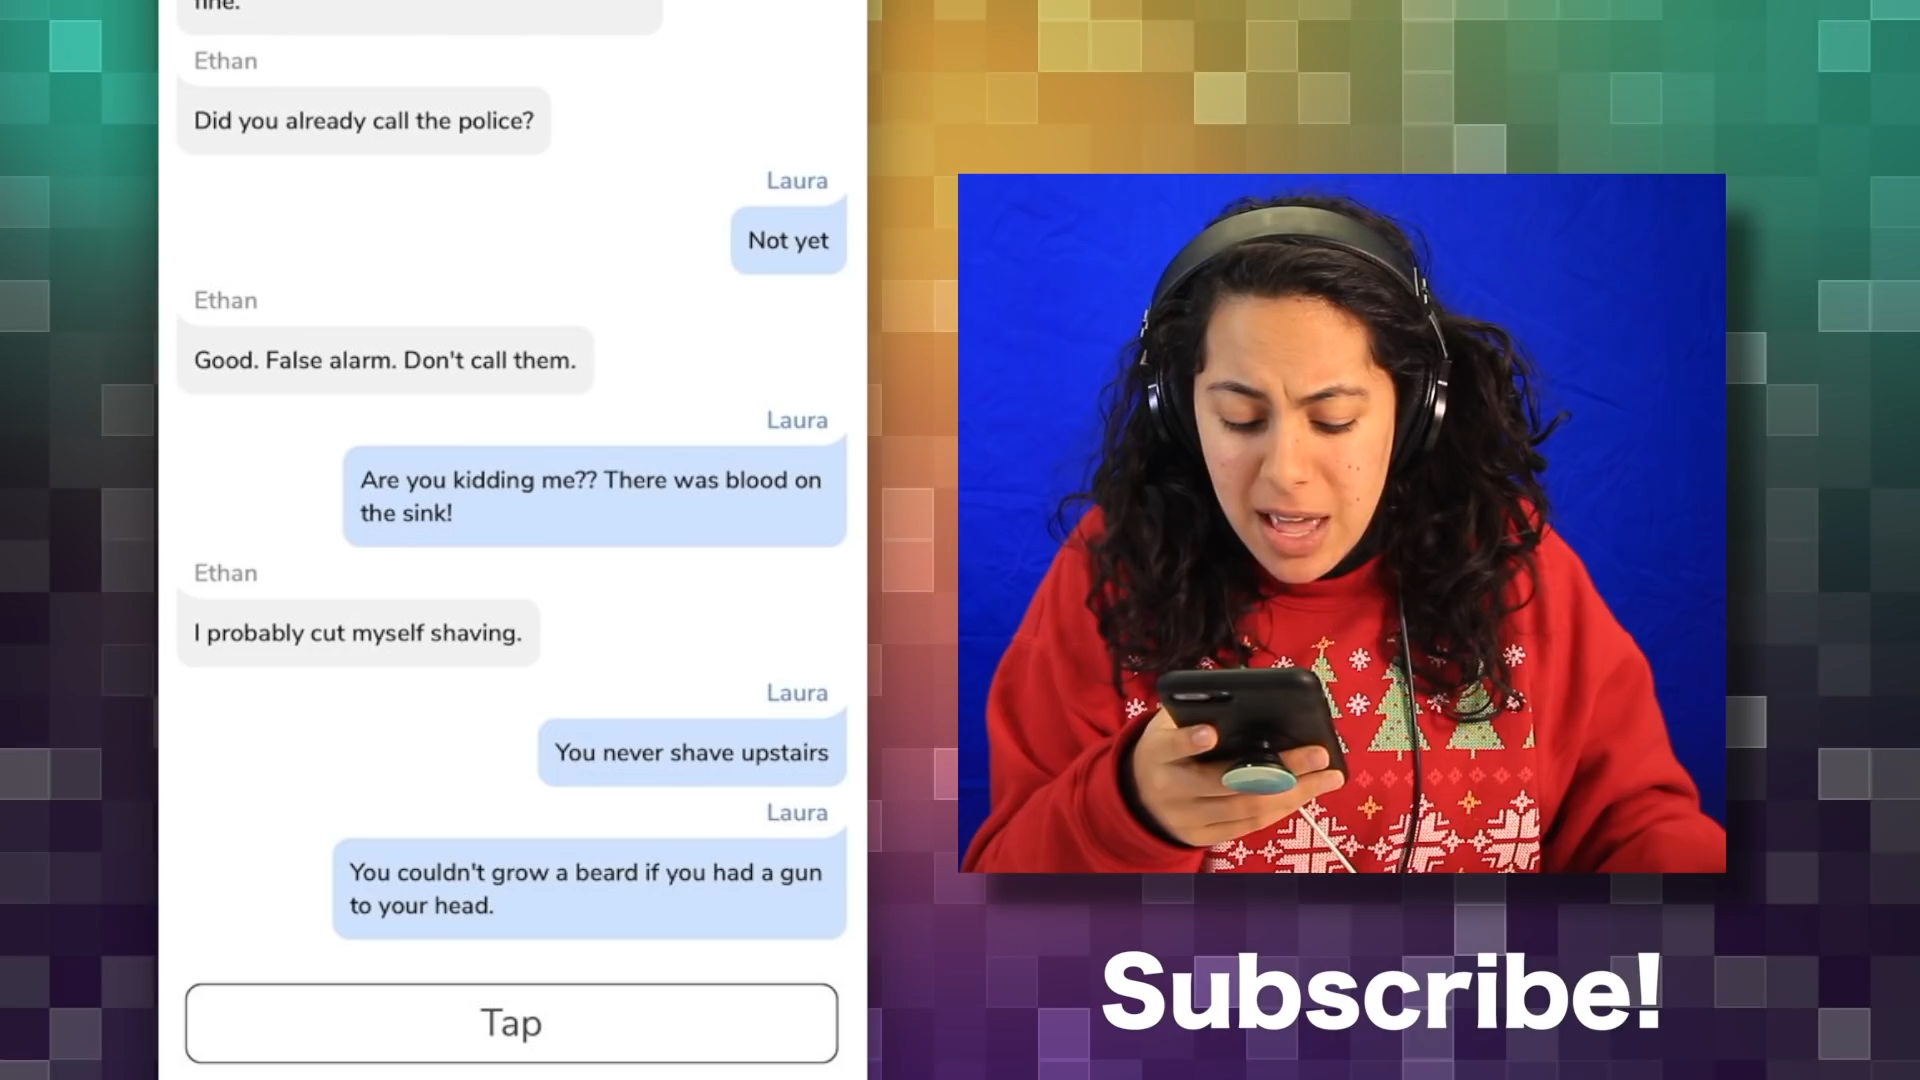 fine.
Ethan
Did you already call the police?
Laura
Not yet
Ethan
Good. False alarm. Don't call them.
Laura
Are you kidding me?? There was blood on
the sink!
Ethan
I probably cut myself shaving.
Laura
You never shave upstairs
Laura
You couldn't grow a beard if you had a gun
to your head.
Tap
Subscribe!